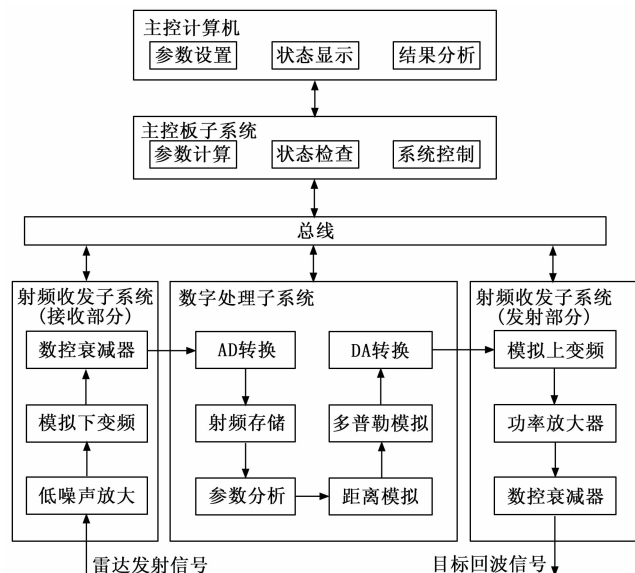 主控计算机
参数设置
状态显示
结果分析
主控板子系统
参数计算
状态检查
系统控制
总线
射频收发子系统
(接收部分)
数控衰减器
模拟下变频
低噪声放大
雷达发射信号
数字处理子系统
AD转换
射频存储
参数分析
距离模拟
多普勒模拟
DA转换
射频收发子系统
(发射部分)
模拟上变频
功率放大器
数控衰减器
目标回波信号